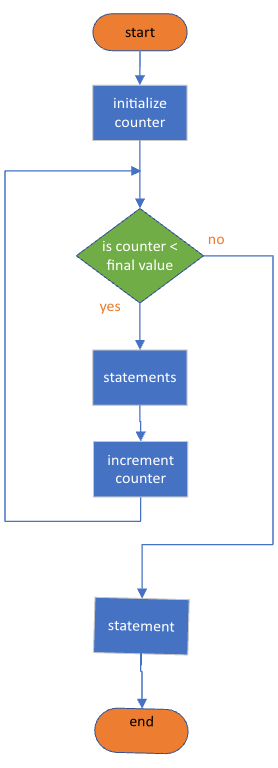 start
initialize
counter
is counter <
final value
no
yes
statements
increment
counter
statement
end